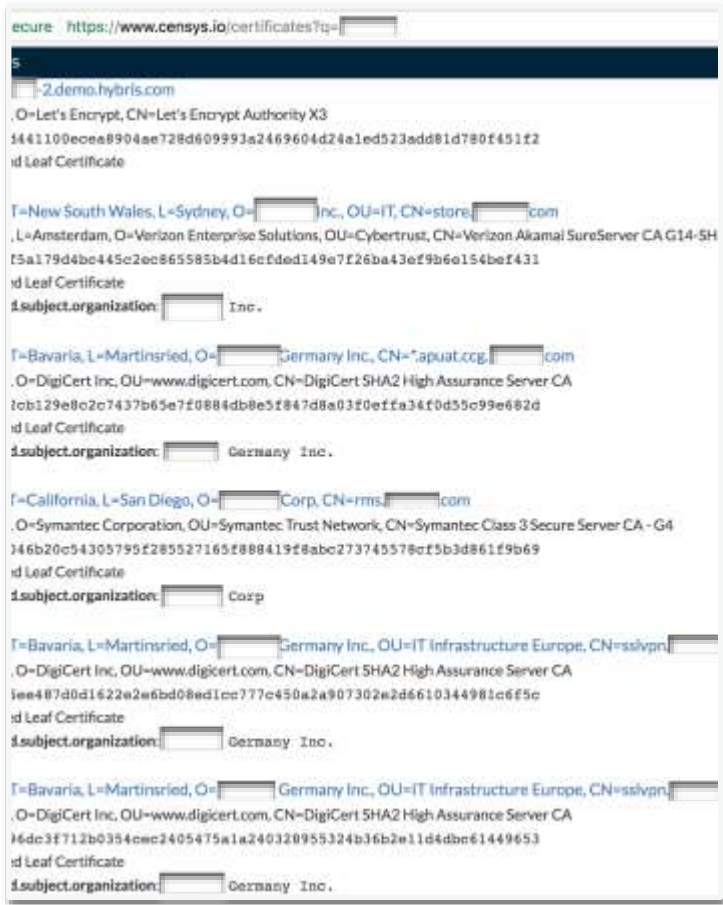 ecure https://www.censys.io/certificates?q=
s
-2.demo.hybris.com
, O=Let's Encrypt, CN=Let's Encrypt Authority X3
d441100ecea8904ae728d609993a2469604d24a1ed523add81d780f451f2
d Leaf Certificate
T=New South Wales, L=Sydney, O= Inc., OU=IT, CN=store. com
, L=Amsterdam, O=Verizon Enterprise Solutions, OU=Cybertrust, CN=Verizon Akamai SureServer CA G14-SH
f5a179d4bc445c2ec865585b4d16cfded149e7f26ba43ef9b6e154bef431
ed Leaf Certificate
d.subject.organization: Inc.
T=Bavaria, L=Martinsried, O= Germany Inc., CN=*.apuat.ccg. com
, O=DigiCert Inc, OU=www.digicert.com, CN=DigiCert SHA2 High Assurance Server CA
2cb129e8c2c7437b65e7f0884db8e5f847d8a03f0effa34f0d55c99e682d
ed Leaf Certificate
d.subject.organization: Germany Inc.
T=California, L=San Diego, O= Corp, CN=rms. com
, O=Symantec Corporation, OU=Symantec Trust Network, CN=Symantec Class 3 Secure Server CA - G4
046b20c54305795f285527165f888419f8abc273745578cf5b3d861f9b69
ed Leaf Certificate
d.subject.organization: Corp
T=Bavaria, L=Martinsried, O= Germany Inc., OU=IT Infrastructure Europe, CN=sslvpn.
, O=DigiCert Inc, OU=www.digicert.com, CN=DigiCert SHA2 High Assurance Server CA
6ee487d0d1622e2e6bd08ed1cc777c450a2a907302e2d6610344981c6f5c
ed Leaf Certificate
d.subject.organization: Germany Inc.
T=Bavaria, L=Martinsried, O= Germany Inc., OU=IT Infrastructure Europe, CN=sslvpn.
, O=DigiCert Inc, OU=www.digicert.com, CN=DigiCert SHA2 High Assurance Server CA
96dc3f712b0354cec2405475a1a240328955324b36b2e11d4dbc61449653
ed Leaf Certificate
d.subject.organization: Germany Inc.